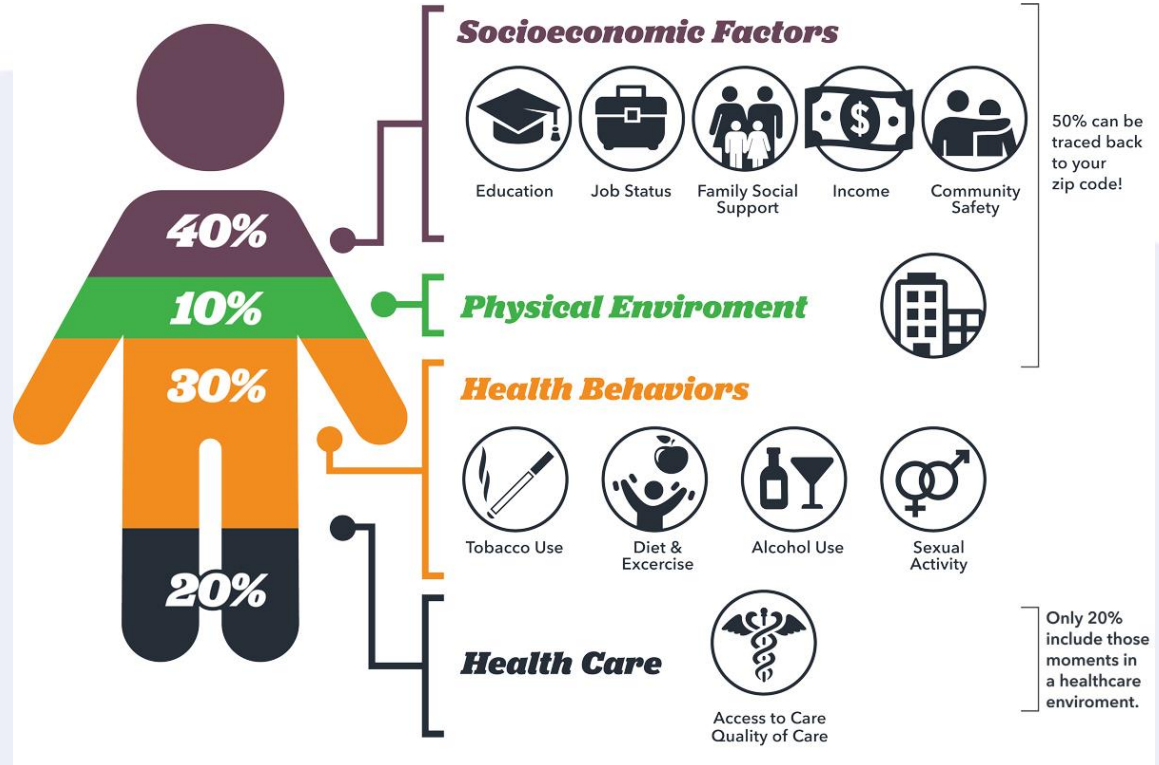 Socioeconomic Factors
Education
Job Status
Family Social
Support
Income
Community
Safety
50% can be
traced back
to your
zip code!
40%
10%
Physical Enviroment
30%
Health Behaviors
Tobacco Use
Diet &
Excercise
Alcohol Use
Sexual
Activity
20%
Health Care
Access to Care
Quality of Care
Only 20%
include those
moments in
a healthcare
enviroment.
$